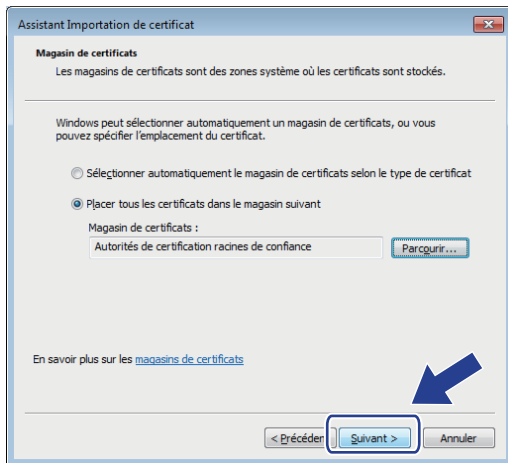 Assistant Importation de certificat
Magasin de certificats
Les magasins de certificats sont des zones système où les certificats sont stockés.
Windows peut sélectionner automatiquement un magasin de certificats, ou vous
pouvez spécifier l'emplacement du certificat.
Sélectionner automatiquement le magasin de certificats selon le type de certificat
Placer tous les certificats dans le magasin suivant
Magasin de certificats :
Autorités de certification racines de confiance
Parcourir...
En savoir plus sur les magasins de certificats
< Précéden
Suivant >
Annuler